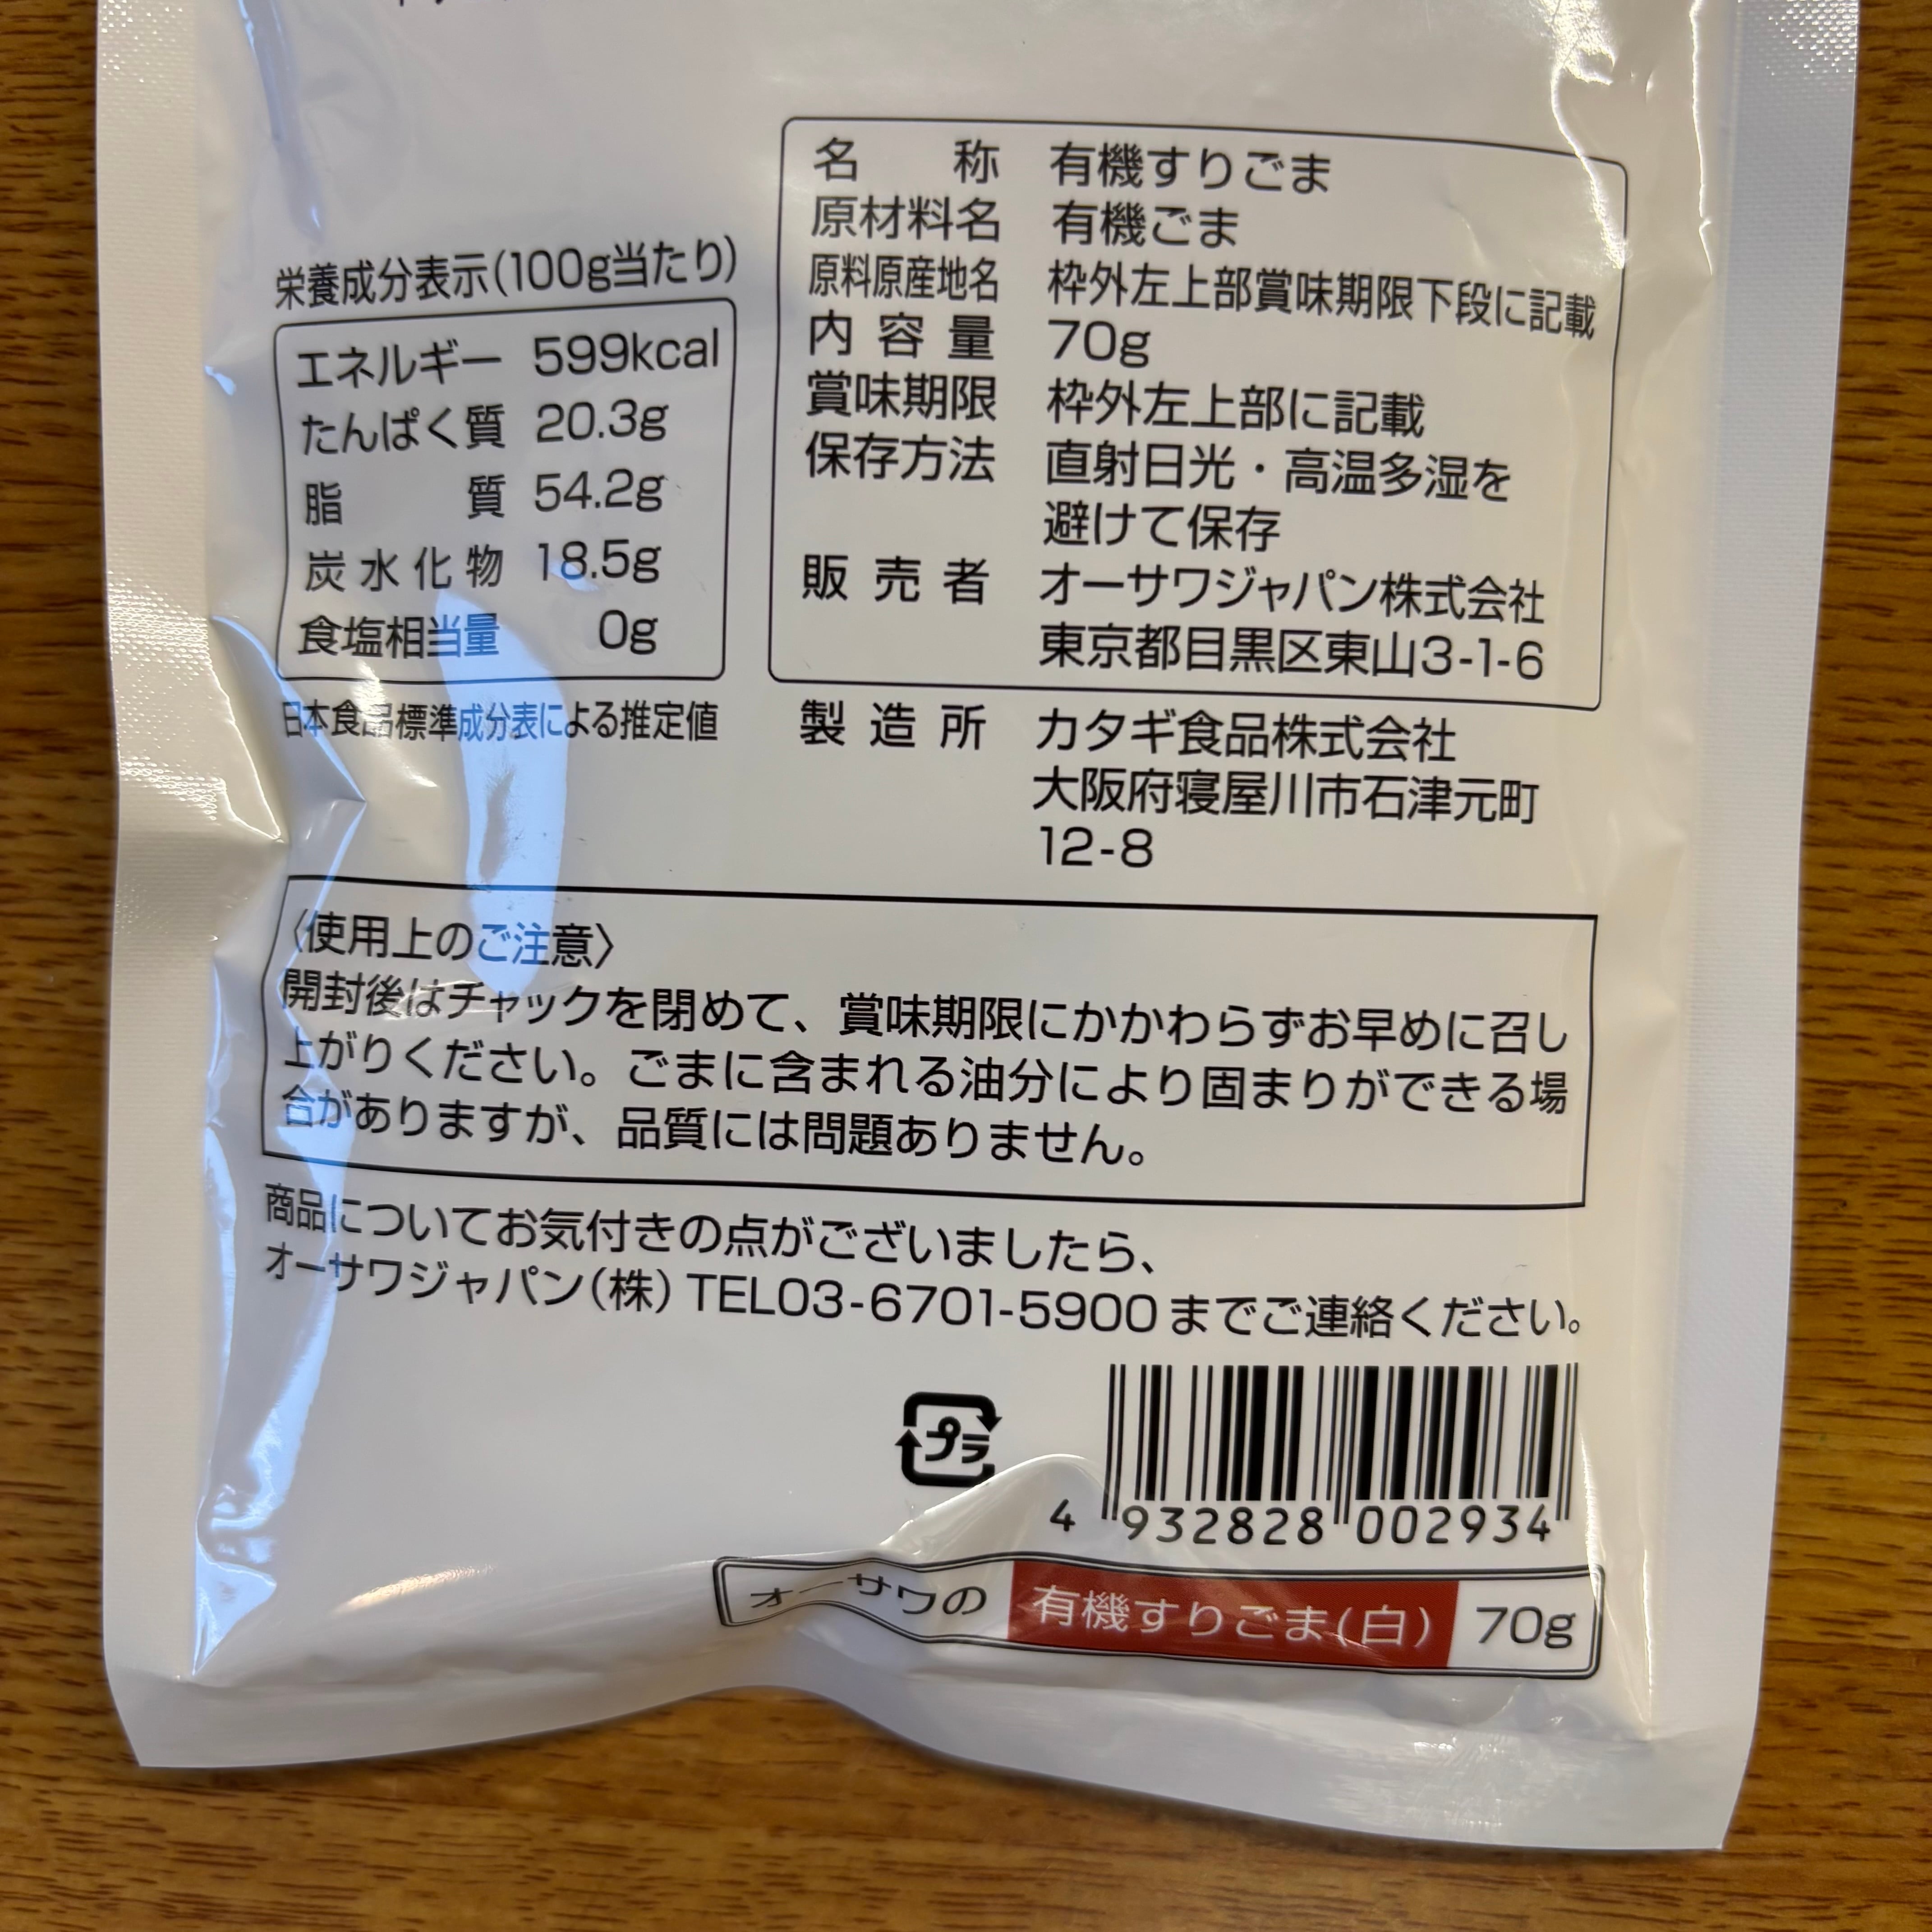 栄養成分表示(100g当たり)
エネルギー 599kcal
たんぱく質 20.3g
脂質 54.2g
炭水化物 18.5g
食塩相当量 0g
日本食品標準成分表による推定値
名称 有機すりごま
原材料名 有機ごま
原料原産地名 枠外左上部賞味期限下段に記載
内容量 70g
賞味期限 枠外左上部に記載
保存方法 直射日光・高温多湿を
避けて保存
販売者 オーサワジャパン株式会社
東京都目黒区東山3-1-6
製造所 カタギ食品株式会社
大阪府寝屋川市石津元町
12-8
〈使用上のご注意〉
開封後はチャックを閉めて、賞味期限にかかわらずお早めに召し
上がりください。ごまに含まれる油分により固まりができる場
合がありますが、品質には問題ありません。
商品についてお気付きの点がございましたら、
オーサワジャパン(株) TEL03-6701-5900までご連絡ください。
プラ
4 932828 002934
オーサワの 有機すりごま(白) 70g